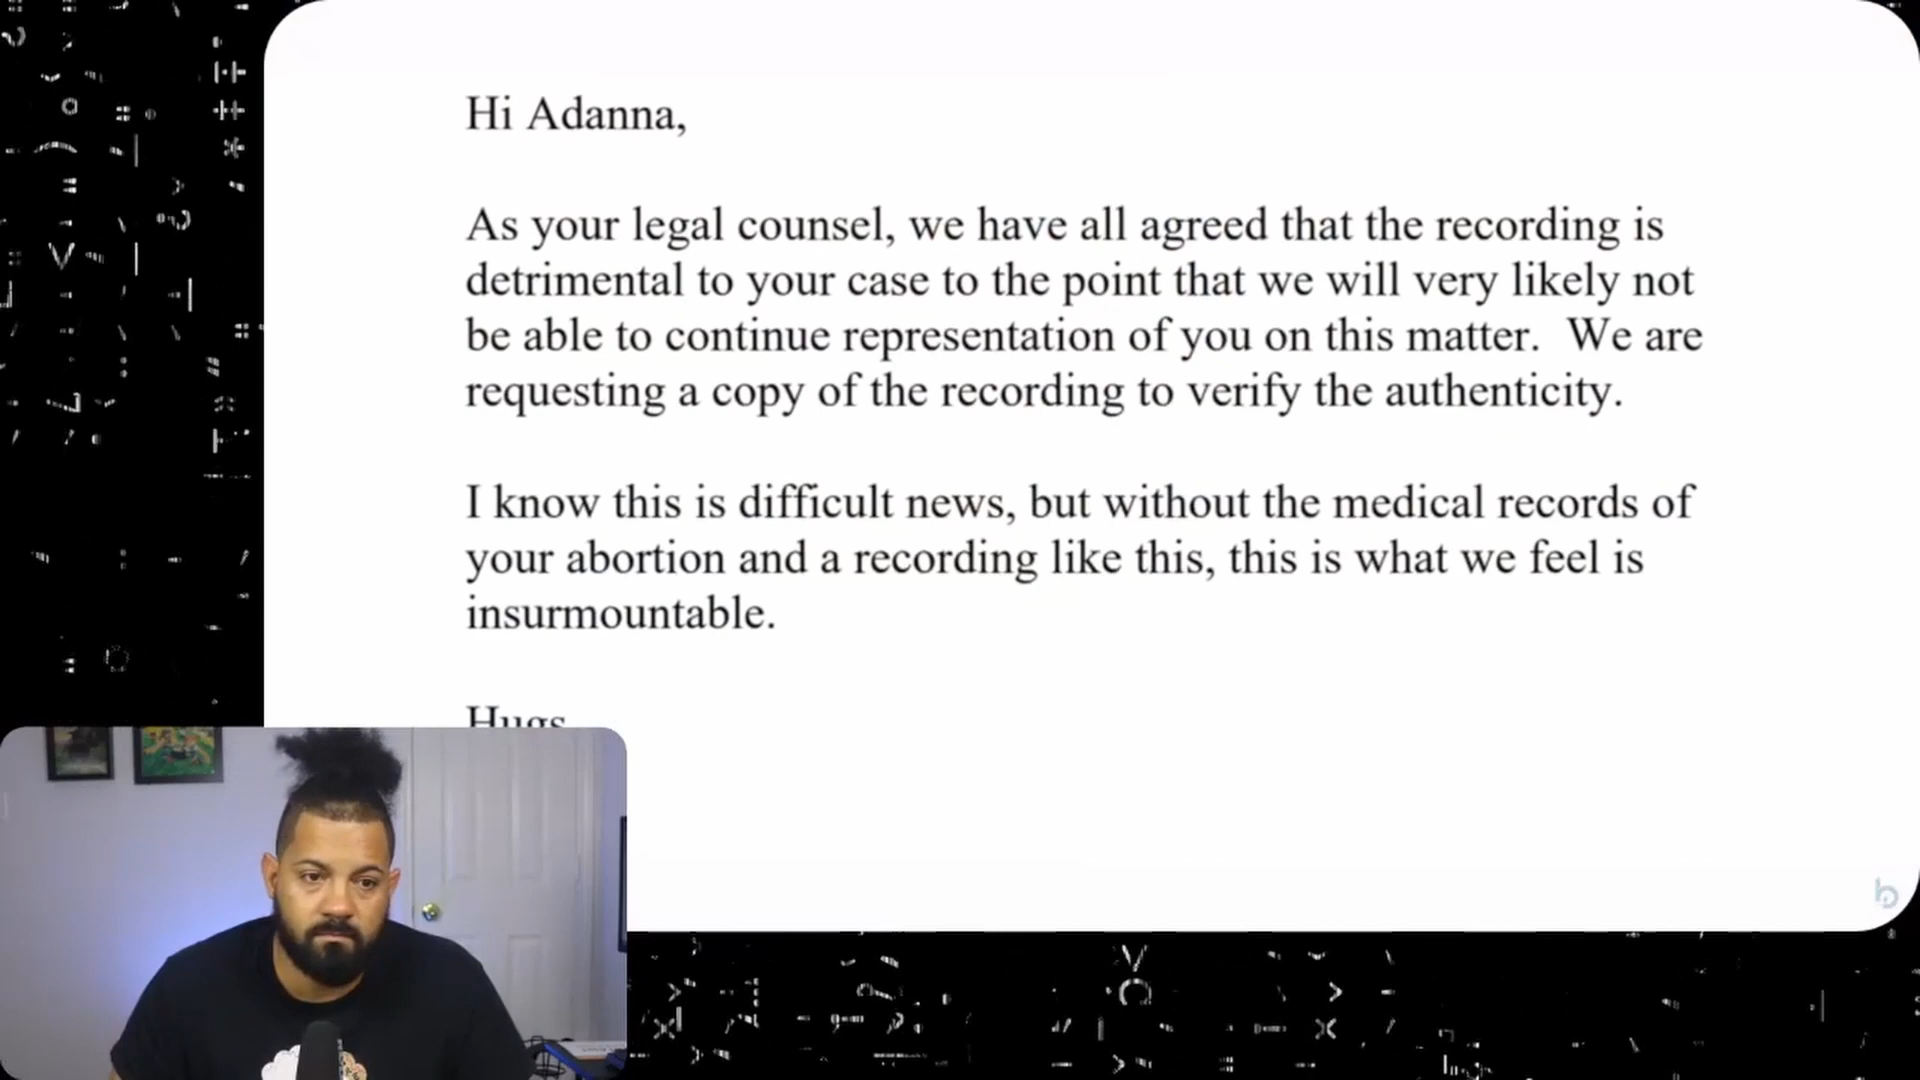 Hi Adanna,
As your legal counsel, we have all agreed that the recording is
detrimental to your case to the point that we will very likely not
be able to continue representation of you on this matter.  We are
requesting a copy of the recording to verify the authenticity.
I know this is difficult news, but without the medical records of
your abortion and a recording like this, this is what we feel is
insurmountable.
Hugs